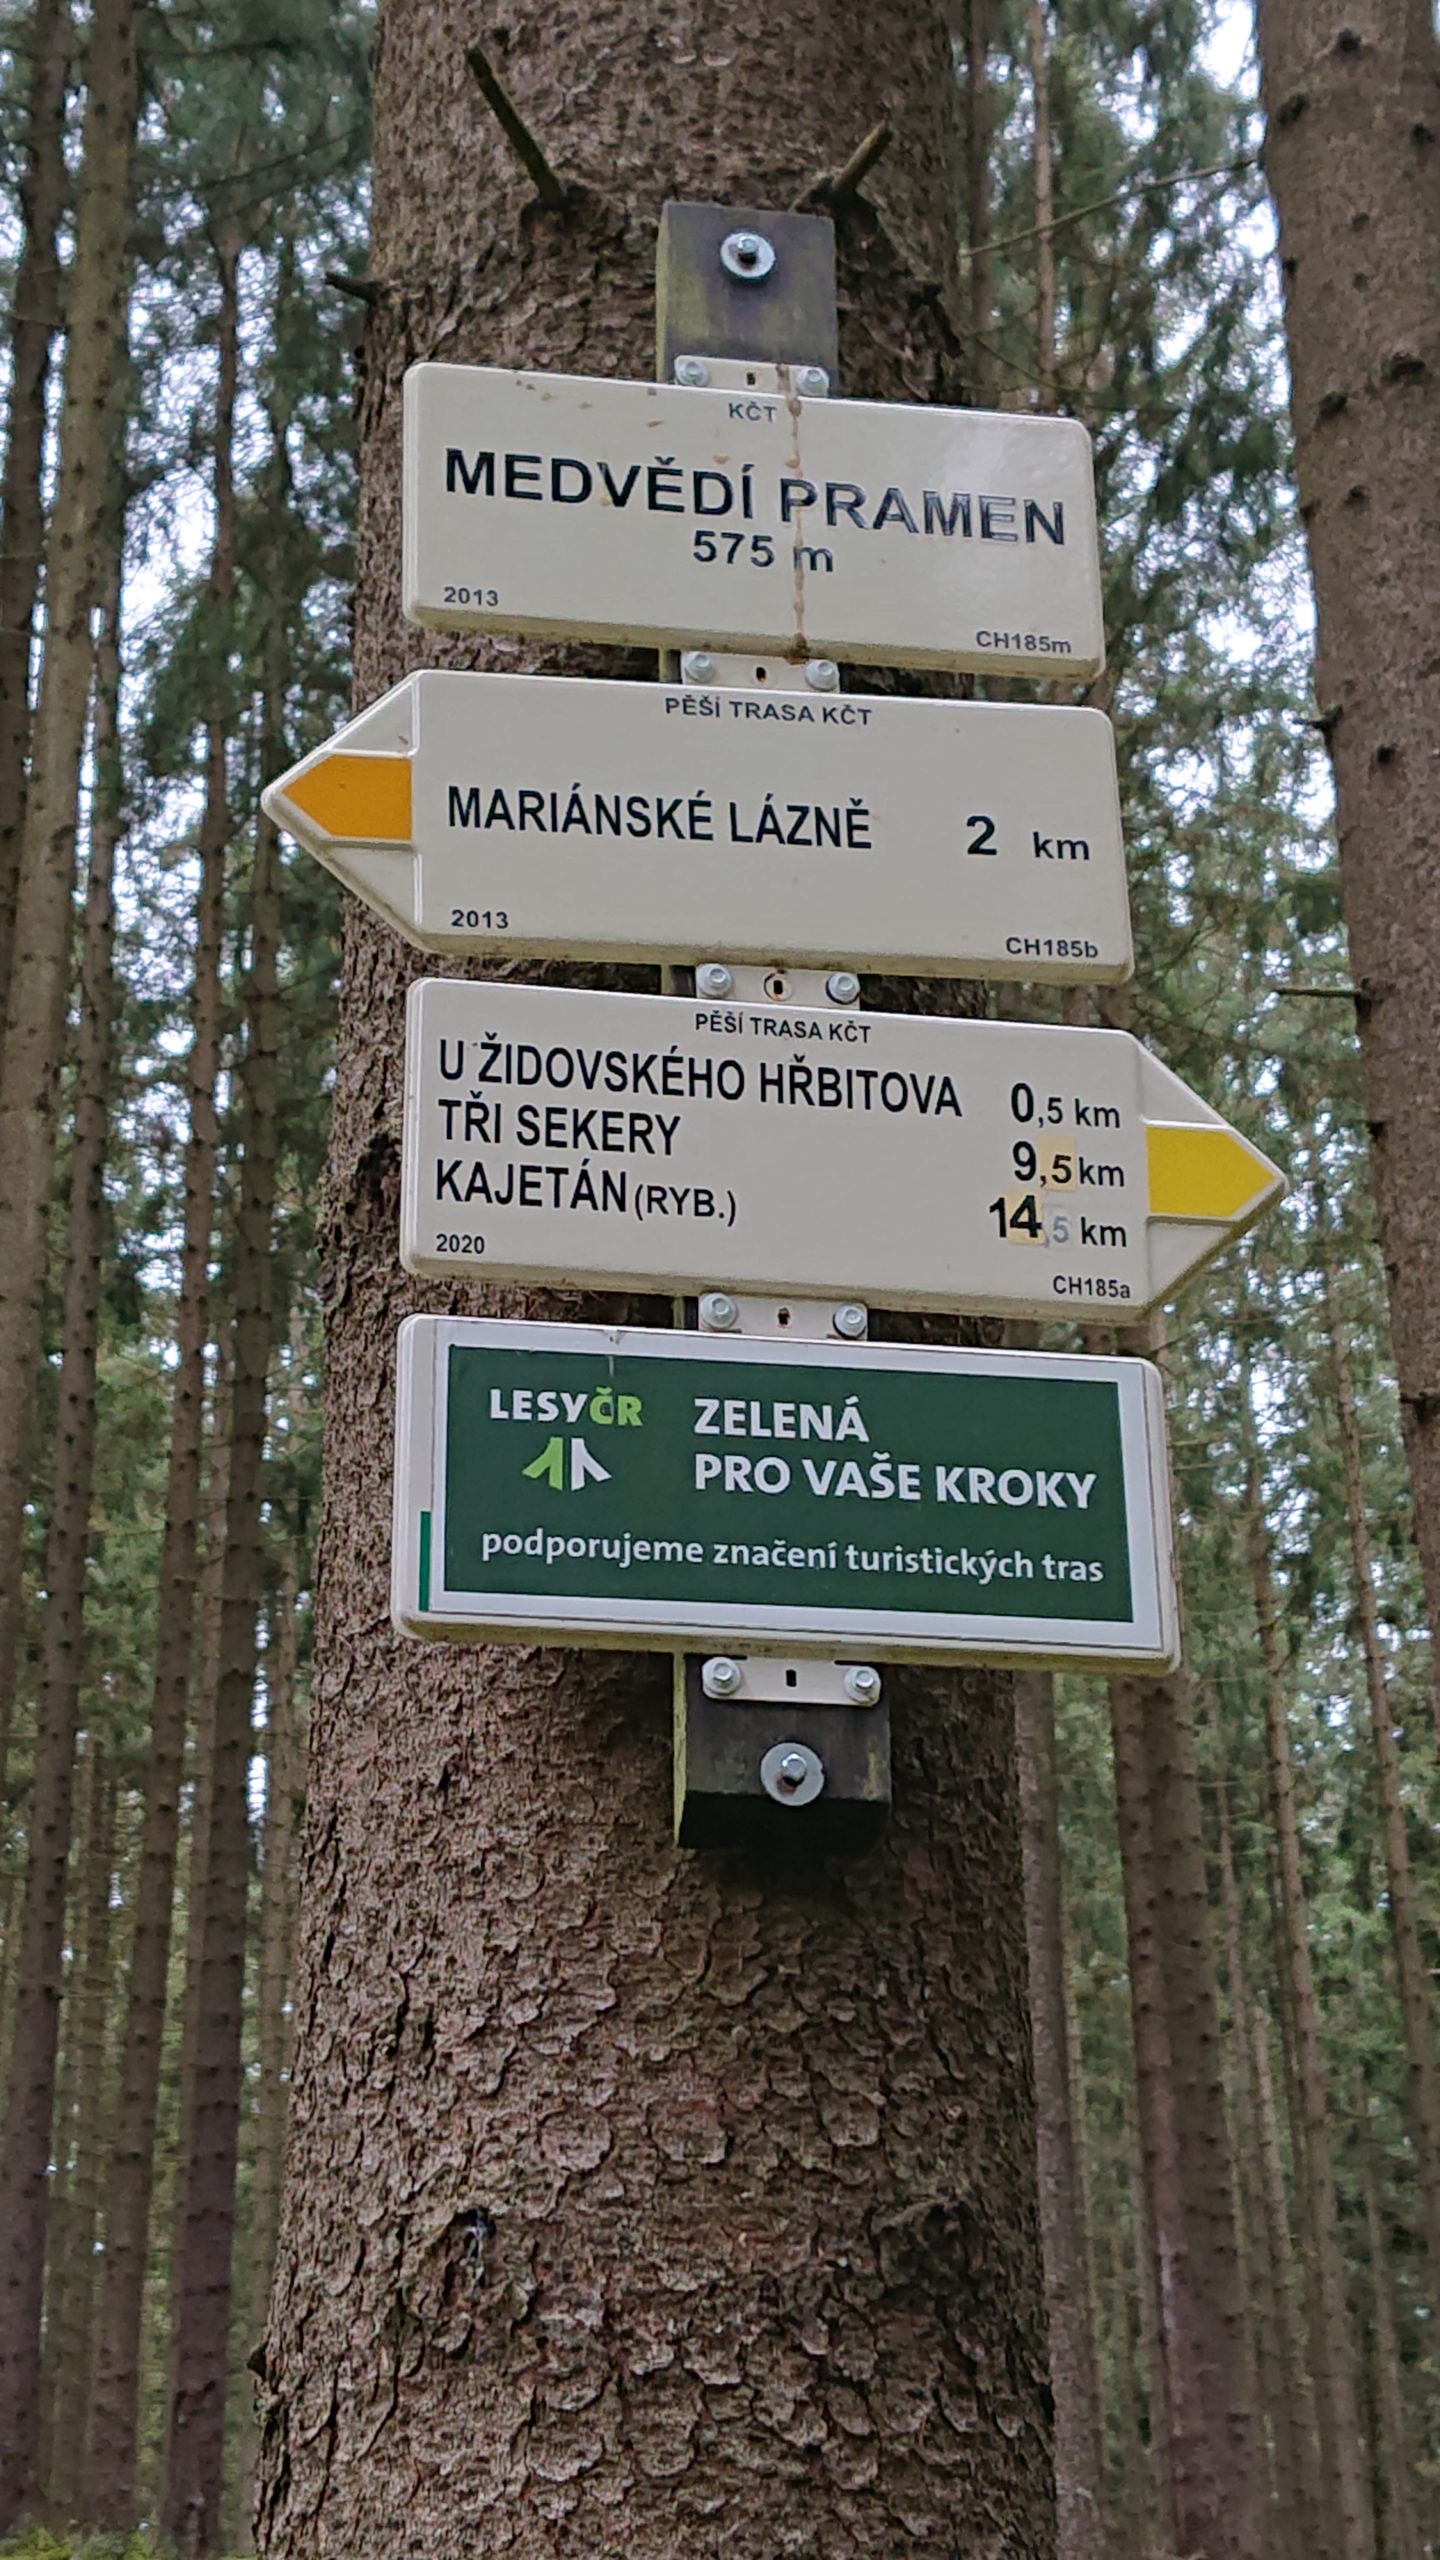 KČT
MEDVĚDÍ PRAMEN
575 m
2013 CH185m
PĚŠÍ TRASA KČT
MARIÁNSKÉ LÁZNĚ 2 km
2013 CH185b
PĚŠÍ TRASA KČT
U ŽIDOVSKÉHO HŘBITOVA 0,5 km
TŘI SEKERY 9,5 km
KAJETÁN (RYB.) 14,5 km
2020 CH185a
LESY ČR ZELENÁ
PRO VAŠE KROKY
podporujeme značení turistických tras